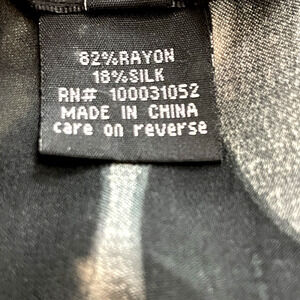 82%RAYON
18%SILK
RN# 100031052
MADE IN CHINA
care on reverse